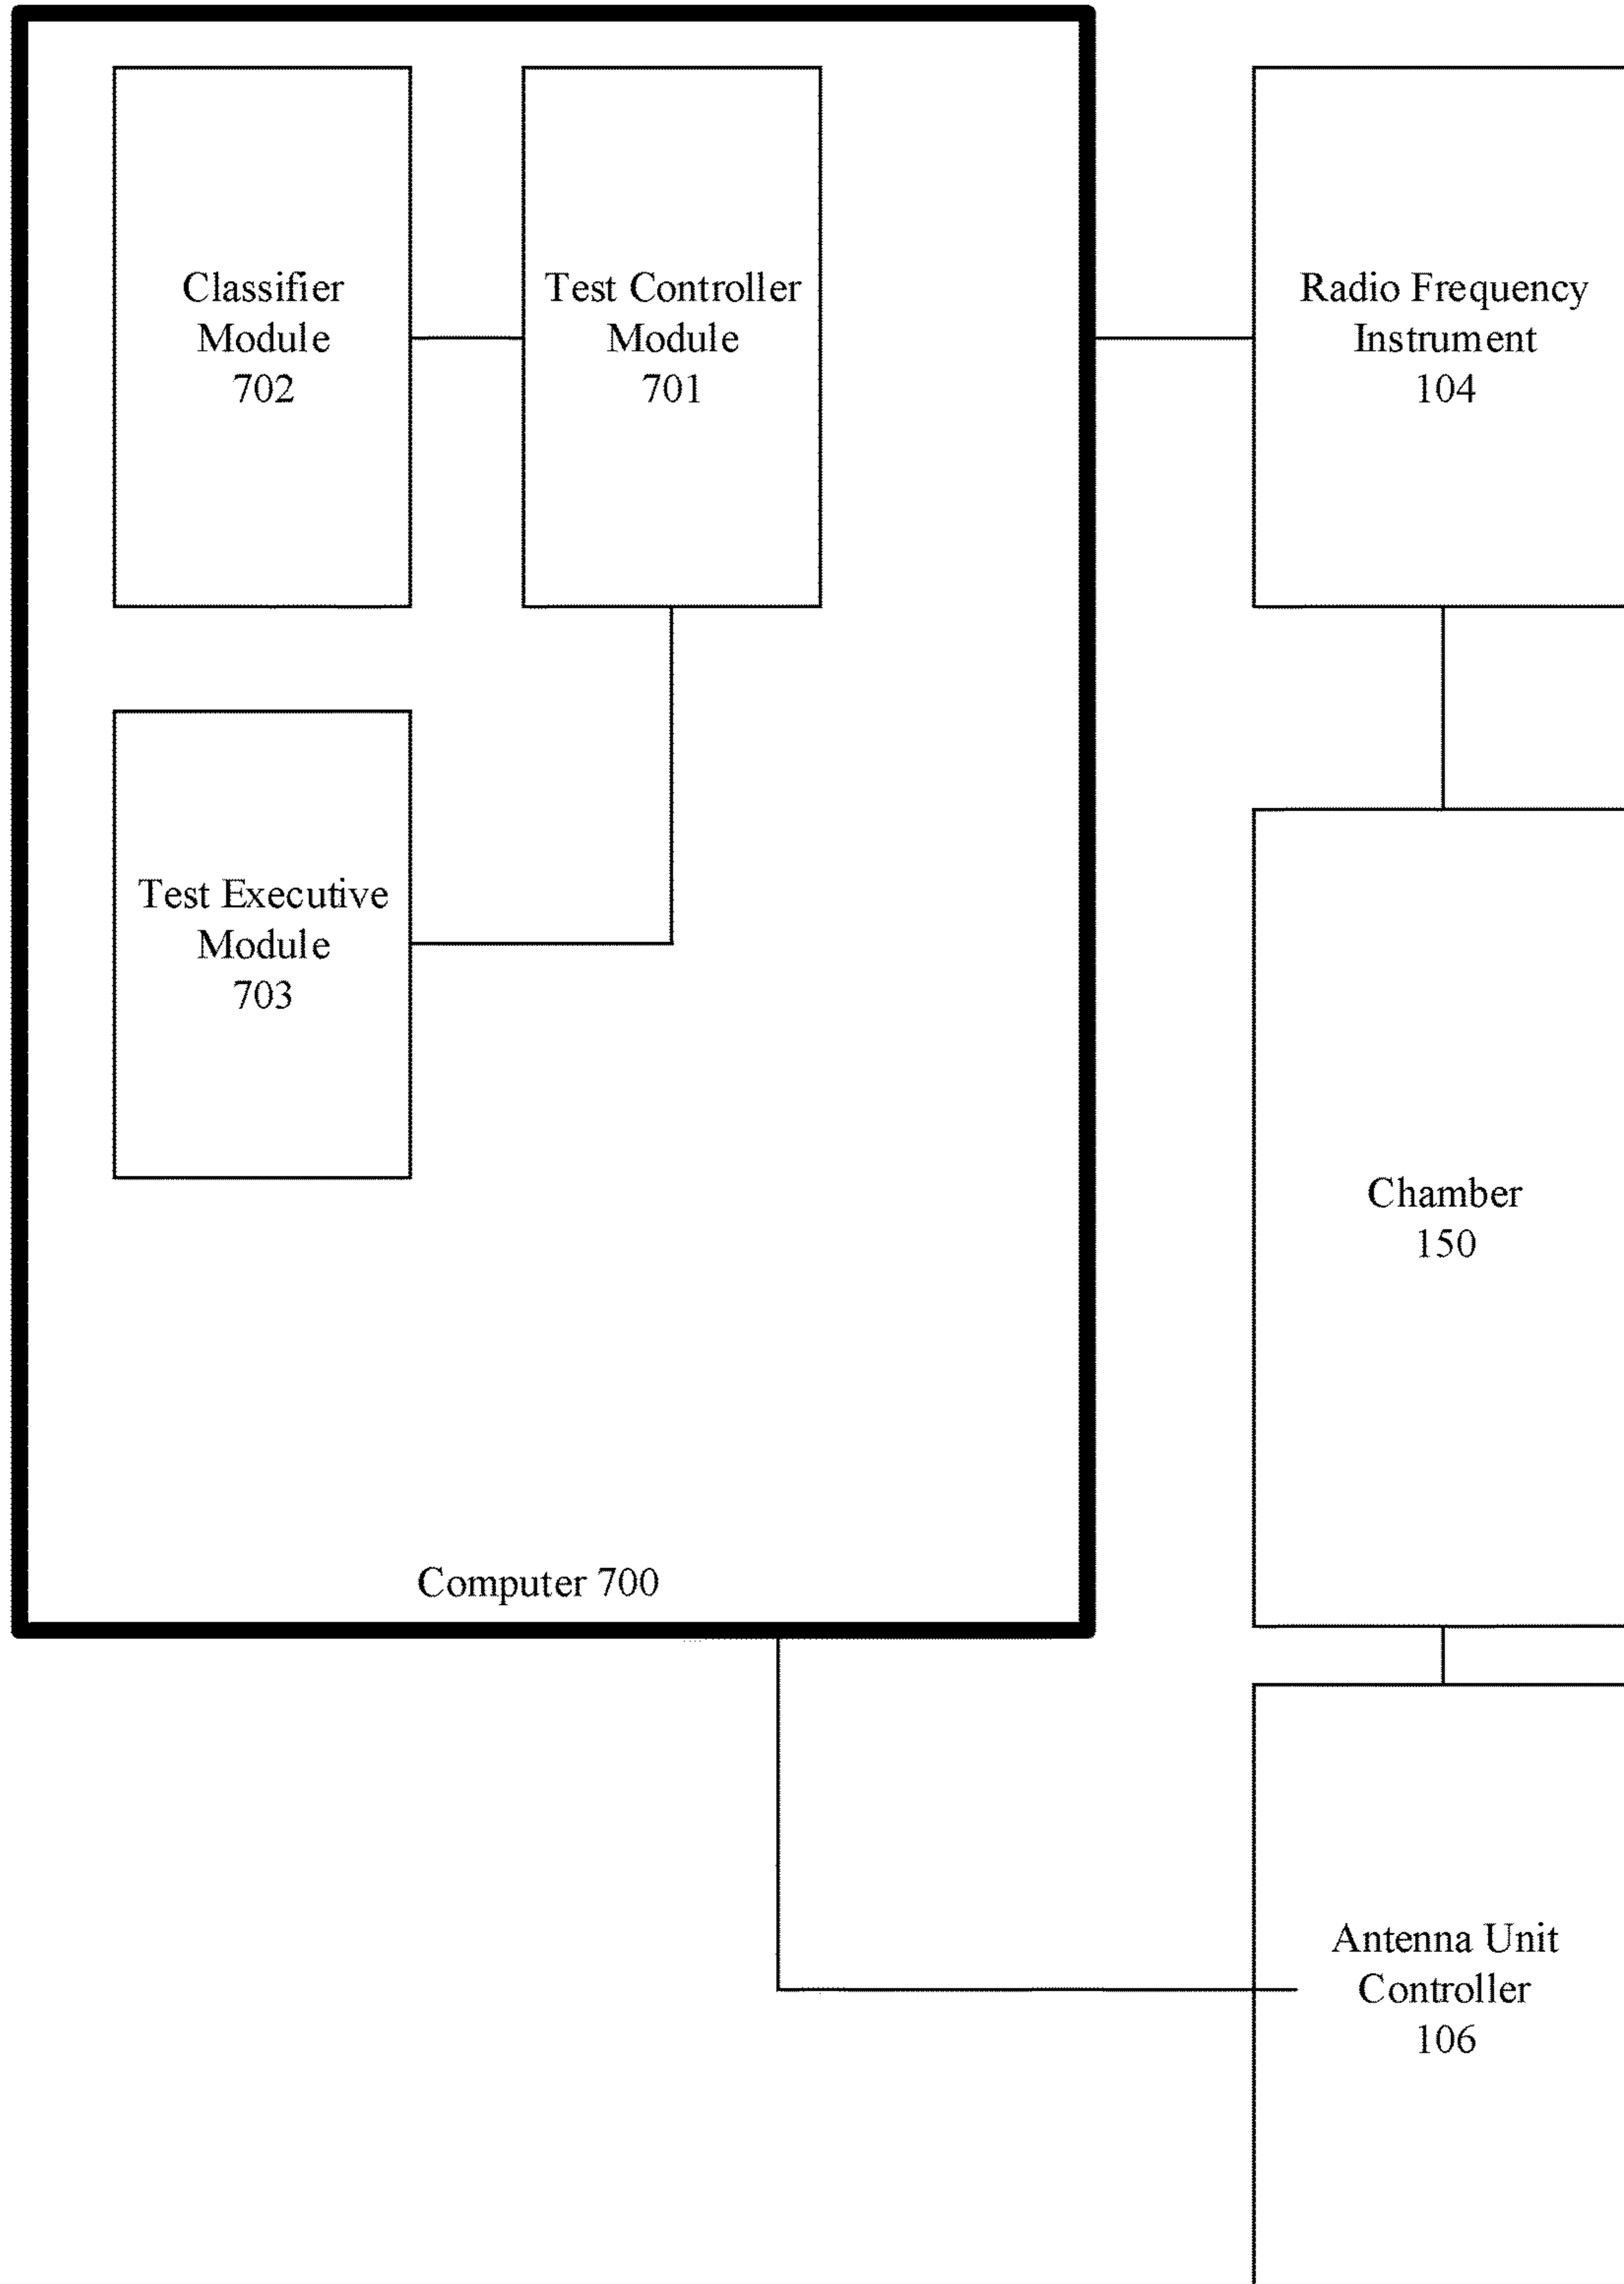 Classifier
Module
702
Test Controller
Module
701
Radio Frequency
Instrument
104
Test Executive
Module
703
Chamber
150
Computer 700
Antenna Unit
Controller
106